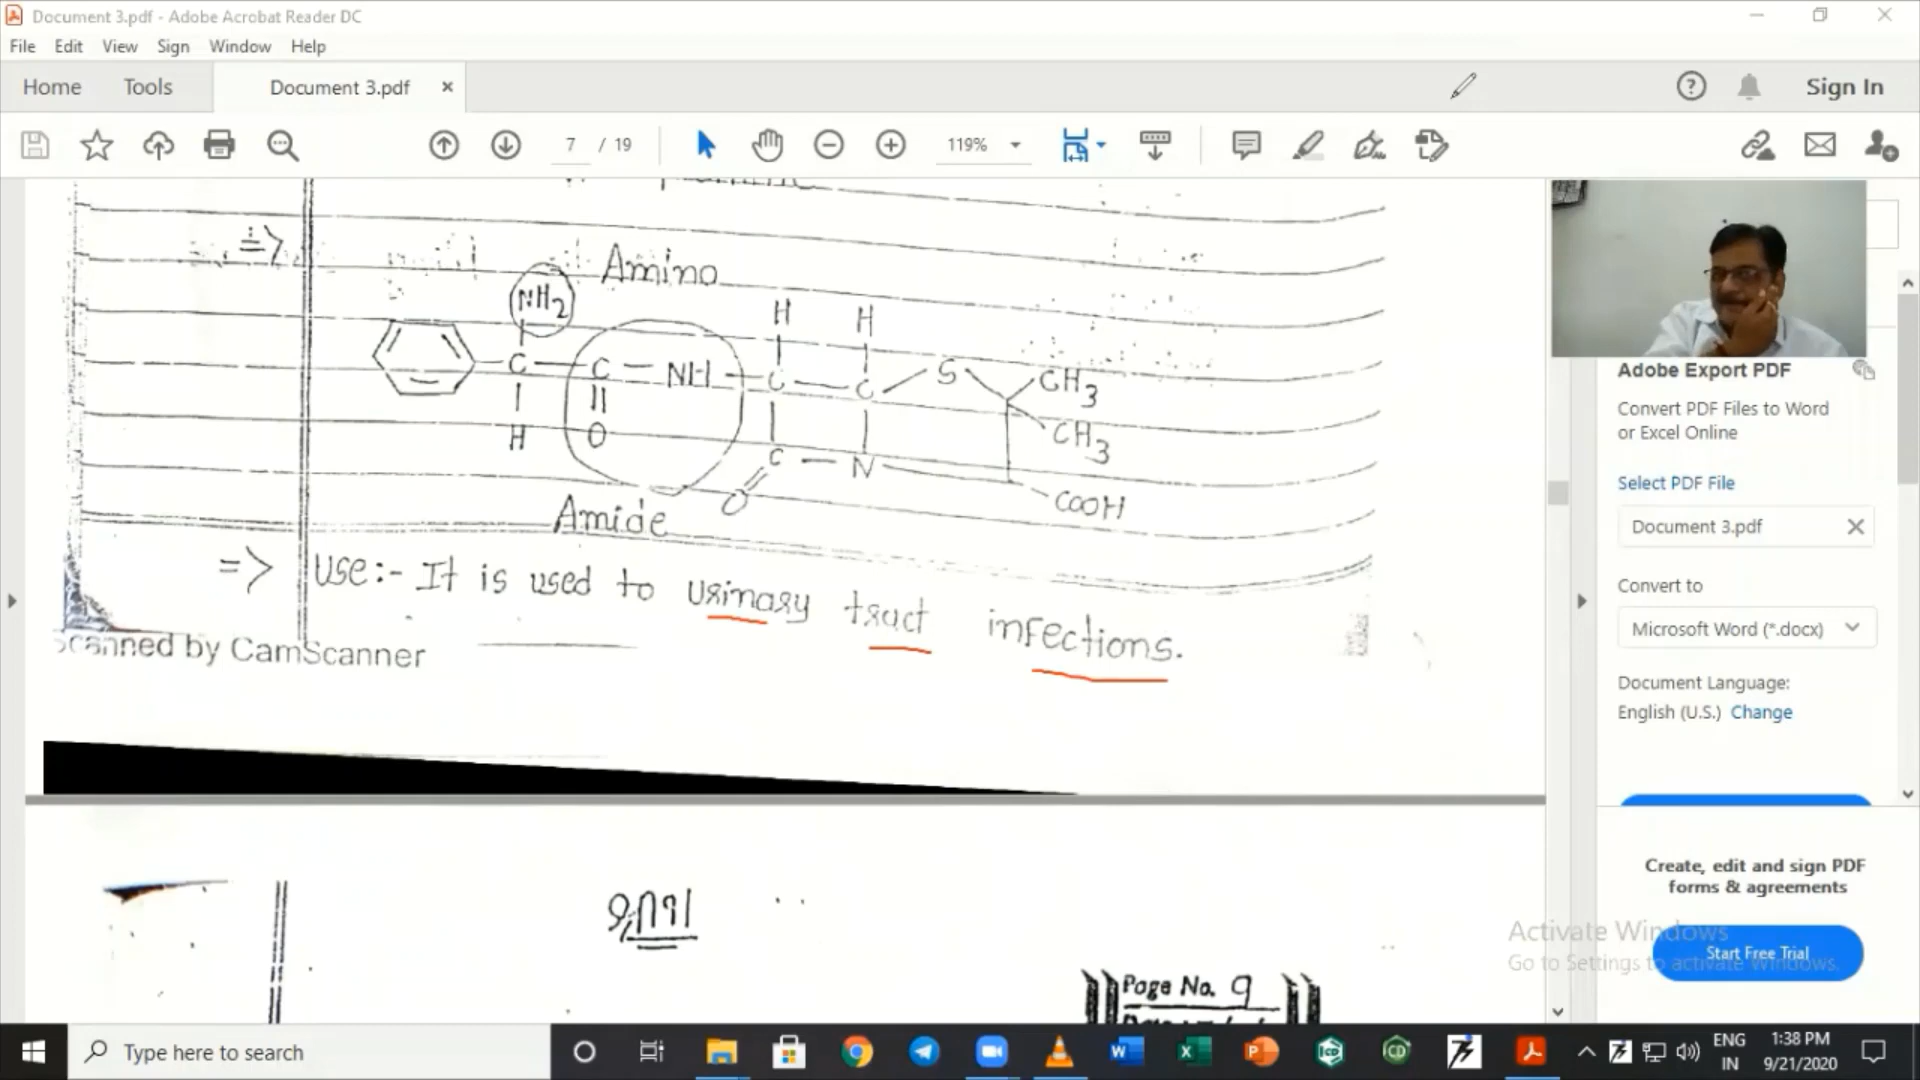 Document 3.pdf - Adobe Acrobat Reader DC
File Edit View Sign Window Help
Home Tools Document 3.pdf × Sign In
7 / 19 119%
=> Amino
NH2 H H
C — C — NH — C — C S CH3
H O CH3
C — N
O COOH
Amide
=> Use:- It is used to urinary tract infections.
Scanned by CamScanner
Page No. 9
Adobe Export PDF
Convert PDF Files to Word
or Excel Online
Select PDF File
Document 3.pdf
Convert to
Microsoft Word (*.docx)
Document Language:
English (U.S.) Change
Create, edit and sign PDF
forms & agreements
Start Free Trial
Activate Windows
Go to Settings to activate Windows.
Type here to search
ENG
IN
1:38 PM
9/21/2020